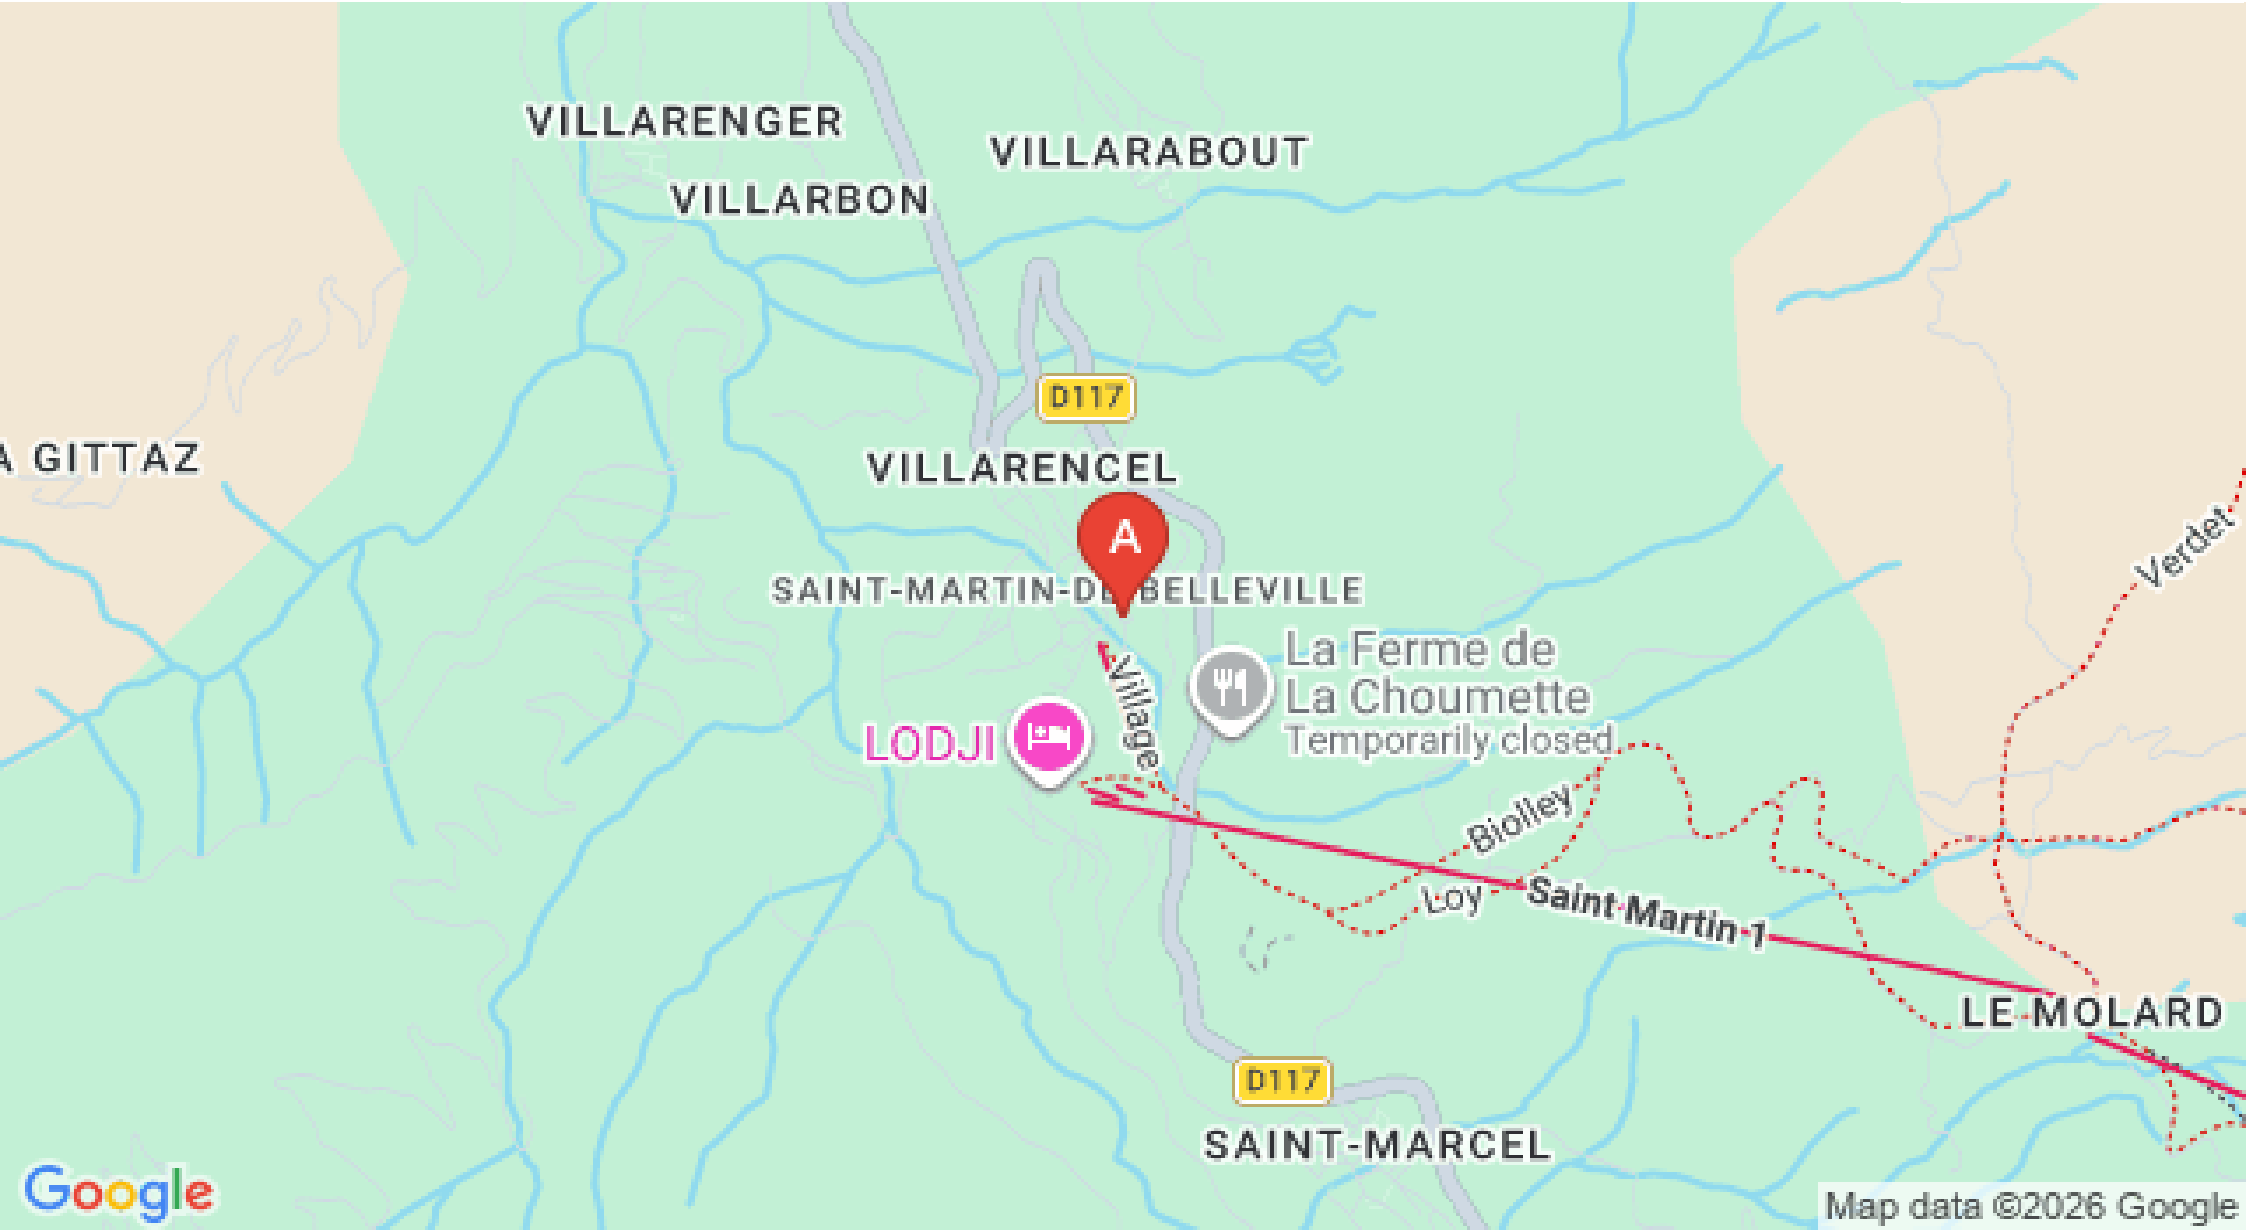 VILLARENGER
VILLARABOUT
VILLARBON
D117
A GITTAZ
VILLARENCEL
A
Verdet
SAINT-MARTIN-DE-BELLEVILLE
La Ferme de
La Choumette
Temporarily closed
Village
LODJI
Biolley
Loy
Saint Martin 1
LE MOLARD
D117
SAINT-MARCEL
Google
Map data ©2026 Google